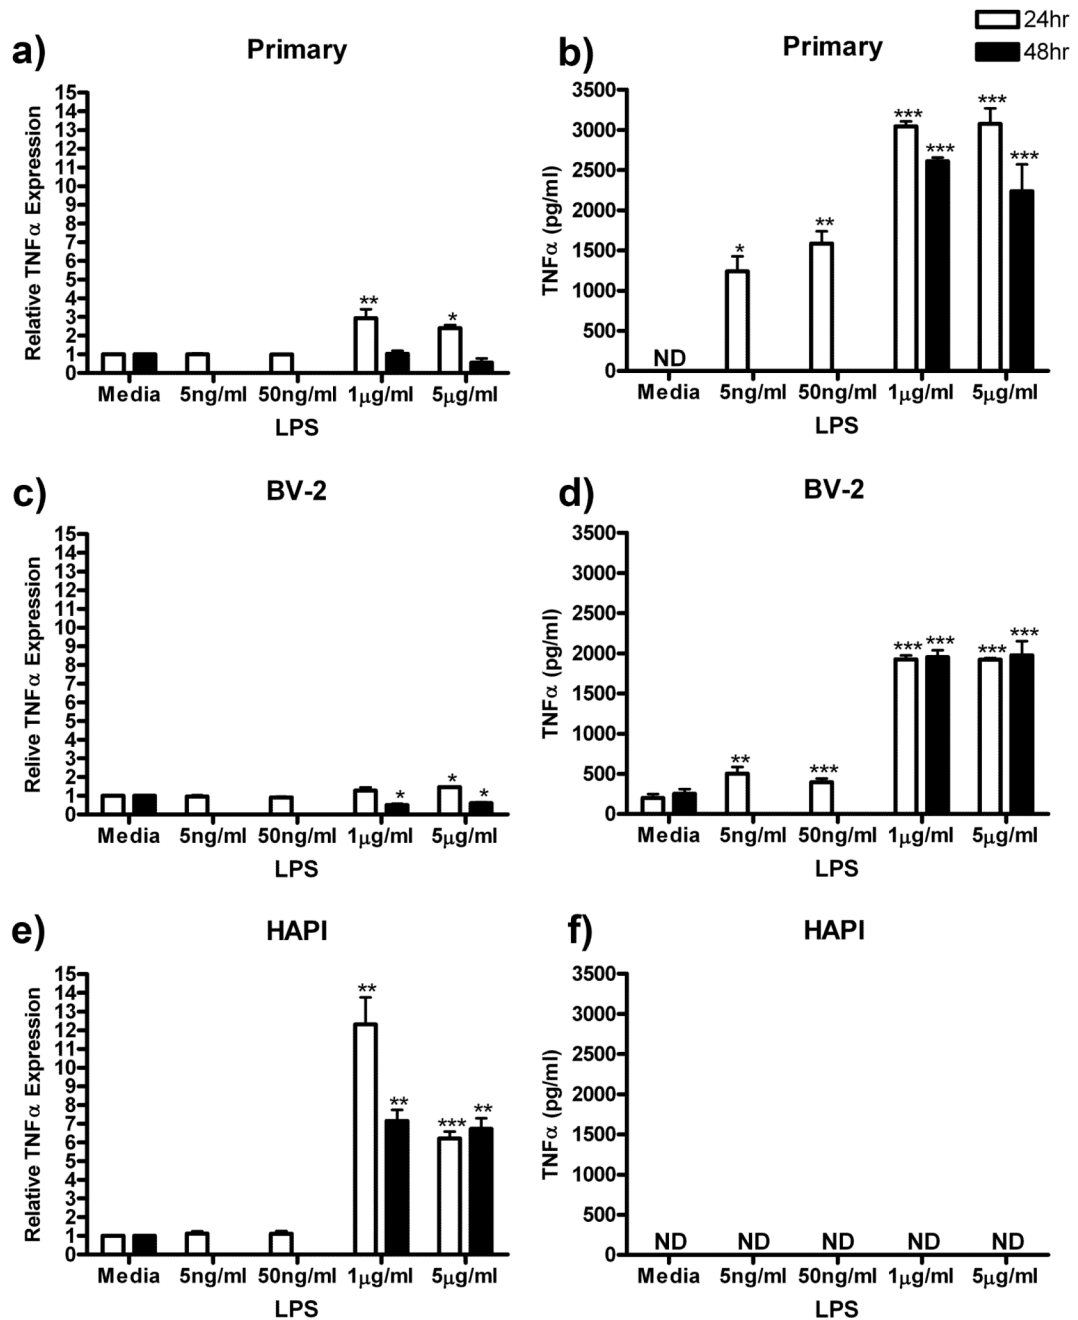 24hr
48hr
a)
Primary
Relative TNFα Expression
15
14
13
12
11
10
9
8
7
6
5
4
3
2
1
0
**
*
Media 5ng/ml 50ng/ml 1μg/ml 5μg/ml
LPS
b)
Primary
TNFα (pg/ml)
3500
3000
2500
2000
1500
1000
500
0
ND
*
**
***
***
***
***
Media 5ng/ml 50ng/ml 1μg/ml 5μg/ml
LPS
c)
BV-2
Relive TNFα Expression
15
14
13
12
11
10
9
8
7
6
5
4
3
2
1
0
*
*
*
Media 5ng/ml 50ng/ml 1μg/ml 5μg/ml
LPS
d)
BV-2
TNFα (pg/ml)
3500
3000
2500
2000
1500
1000
500
0
**
***
***
***
***
***
Media 5ng/ml 50ng/ml 1μg/ml 5μg/ml
LPS
e)
HAPI
Relative TNFα Expression
15
14
13
12
11
10
9
8
7
6
5
4
3
2
1
0
**
**
***
**
Media 5ng/ml 50ng/ml 1μg/ml 5μg/ml
LPS
f)
HAPI
TNFα (pg/ml)
3500
3000
2500
2000
1500
1000
500
0
ND ND ND ND ND
Media 5ng/ml 50ng/ml 1μg/ml 5μg/ml
LPS